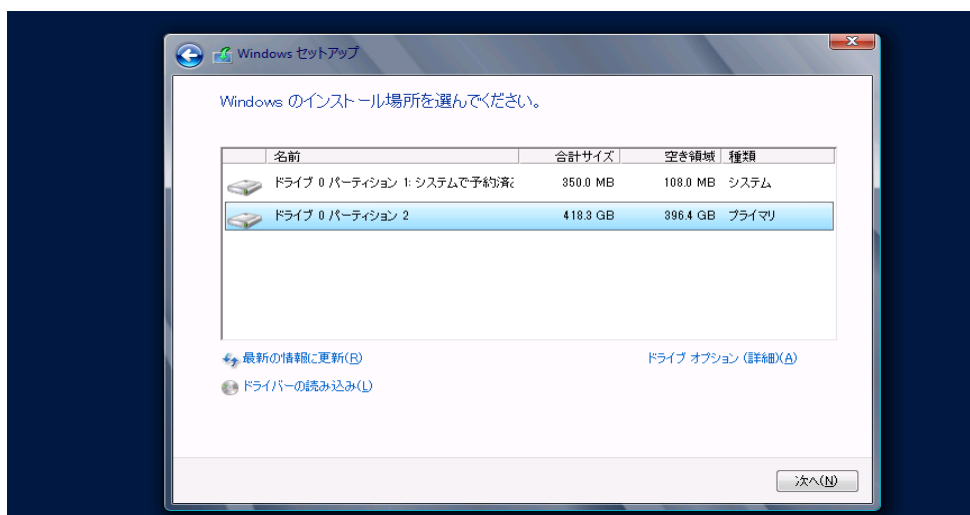 Windows セットアップ
Windows のインストール場所を選んでください。
名前 合計サイズ 空き領域 種類
ドライブ 0 パーティション 1: システムで予約済 350.0 MB 108.0 MB システム
ドライブ 0 パーティション 2 418.3 GB 396.4 GB プライマリ
最新の情報に更新(R) ドライブ オプション (詳細)(A)
ドライバーの読み込み(L)
次へ(N)